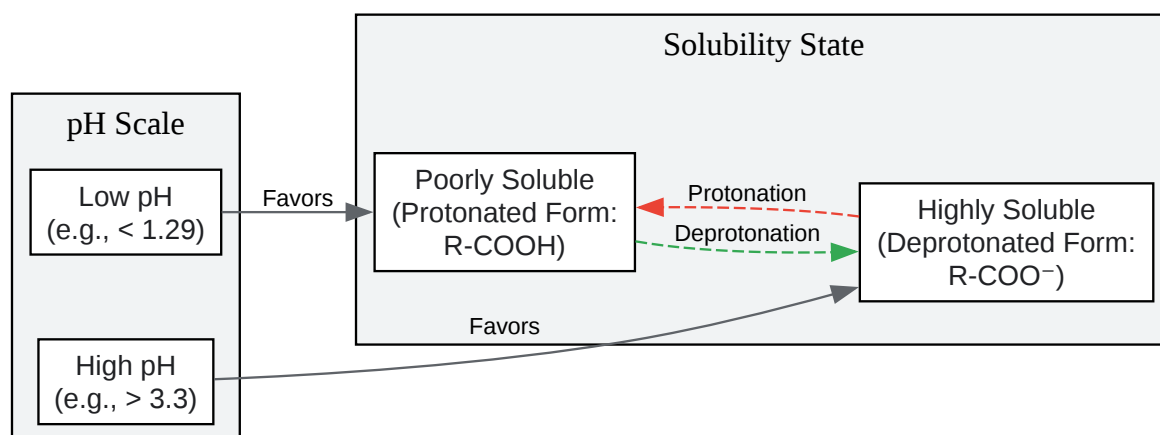 Solubility State
pH Scale
Low pH
(e.g., < 1.29)
Favors
Poorly Soluble
(Protonated Form:
R-COOH)
Protonation
Deprotonation
Highly Soluble
(Deprotonated Form:
R-COO⁻)
Favors
High pH
(e.g., > 3.3)